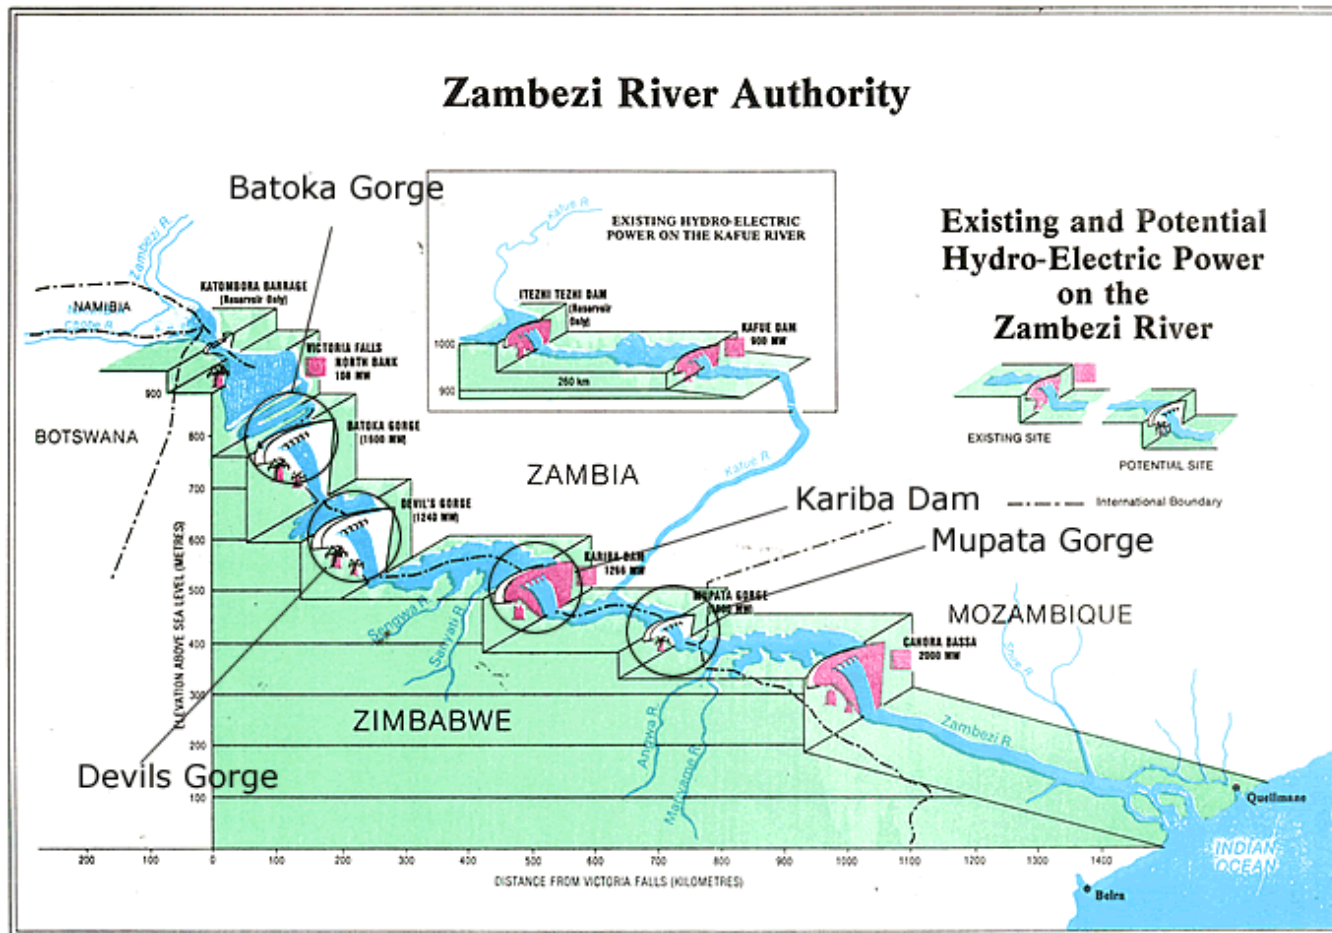 Zambezi River Authority
Batoka Gorge
EXISTING HYDRO-ELECTRIC
POWER ON THE KAFUE RIVER
Kafue R.
ITEZHI TEZHI DAM
(Reservoir
Only)
KAFUE DAM
900 MW
1000
900
260 km
Existing and Potential
Hydro-Electric Power
on the
Zambezi River
EXISTING SITE
POTENTIAL SITE
International Boundary
Zambezi R.
NAMIBIA
Chobe R.
KATOMBORA BARRAGE
(Reservoir Only)
VICTORIA FALLS
NORTH BANK
108 MW
BOTSWANA
BATOKA GORGE
(1600 MW)
ZAMBIA
Kafue R.
DEVIL'S GORGE
(1240 MW)
Kariba Dam
KARIBA DAM
1266 MW
Mupata Gorge
MUPATA GORGE
MOZAMBIQUE
CAHORA BASSA
2000 MW
Sengwa R.
Sanyati R.
Angwa R.
Manyame R.
Shire R.
Zambezi R.
ZIMBABWE
Devils Gorge
Quelimane
INDIAN
OCEAN
Beira
ELEVATION ABOVE SEA LEVEL (METRES)
900
800
700
600
500
400
300
200
100
200
100
0
100
200
300
400
500
600
700
800
900
1000
1100
1200
1300
1400
DISTANCE FROM VICTORIA FALLS (KILOMETRES)